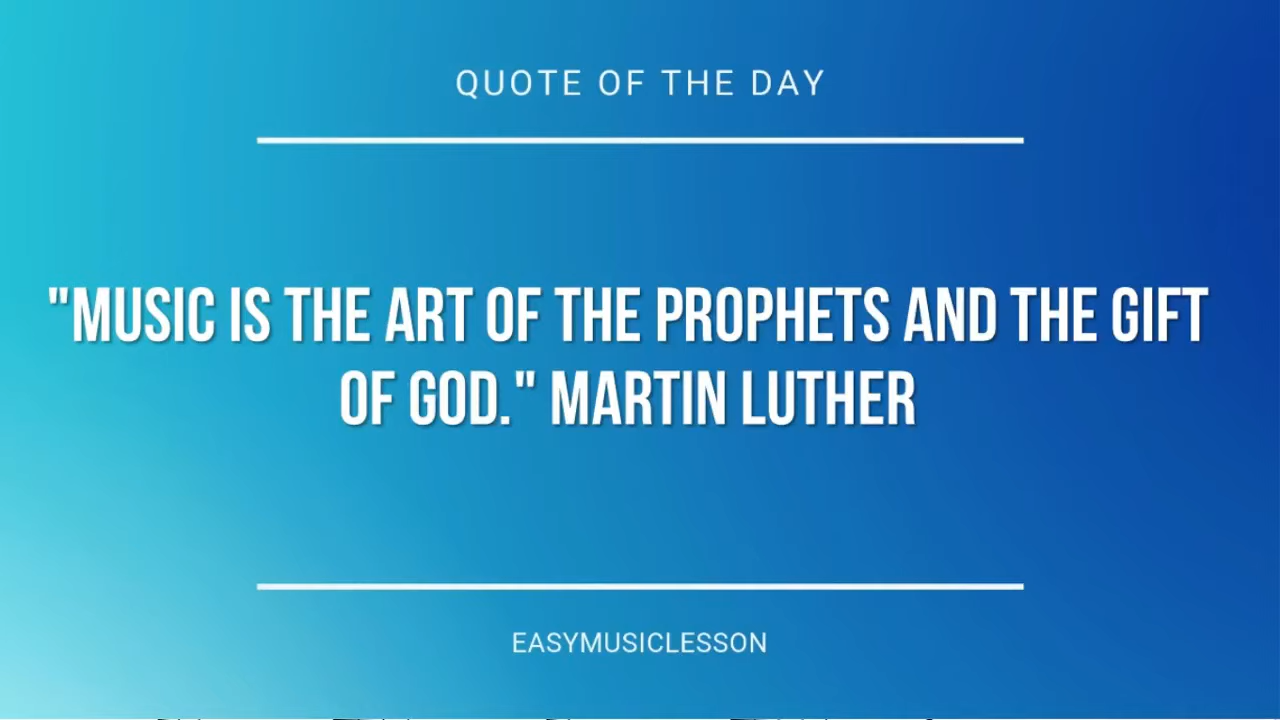 QUOTE OF THE DAY
"MUSIC IS THE ART OF THE PROPHETS AND THE GIFT
OF GOD." MARTIN LUTHER
EASYMUSICLESSON